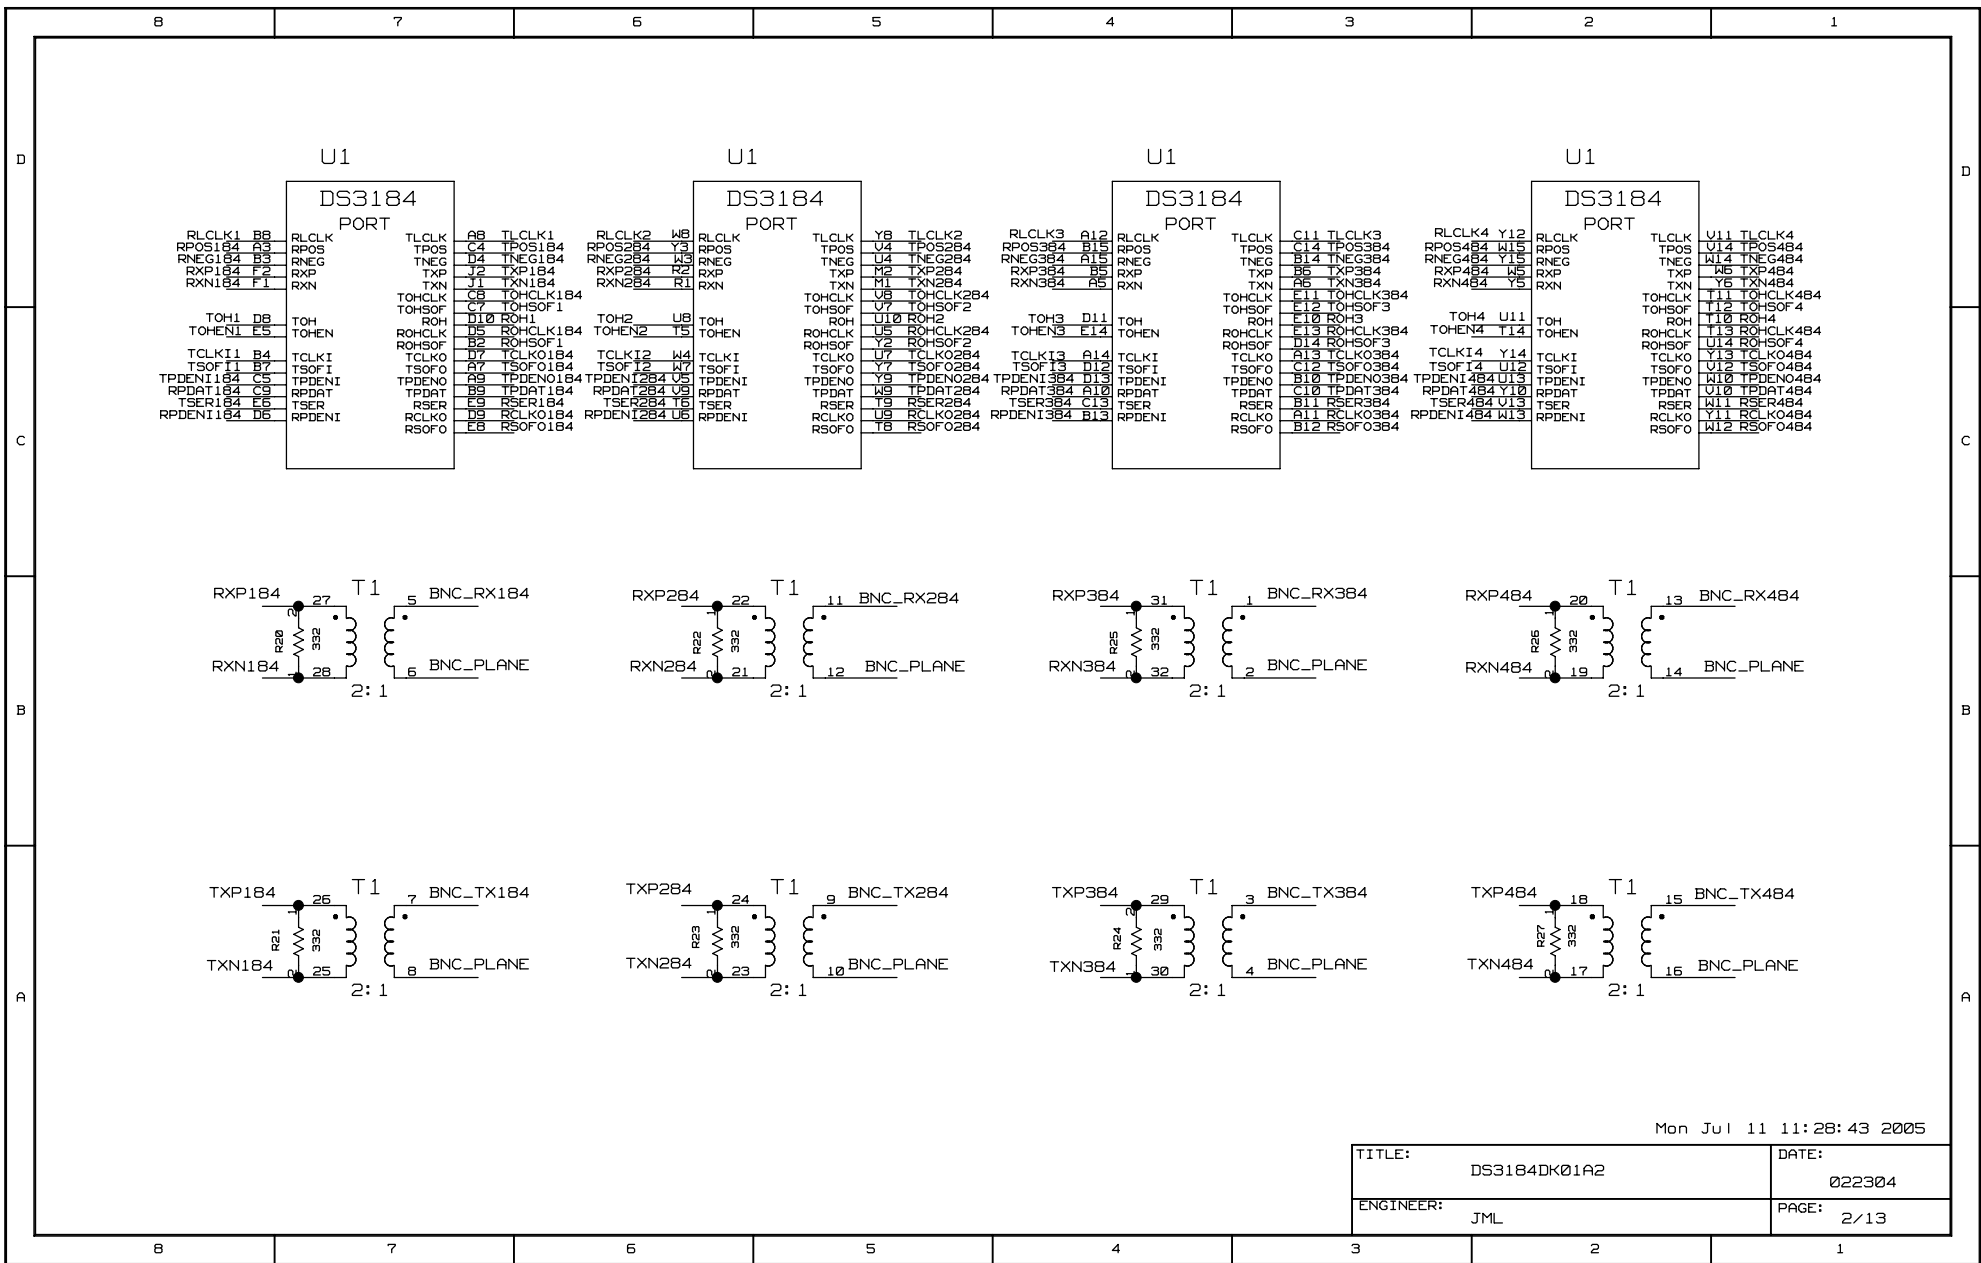 8 7 6 5 4 3 2 1
D D
U1 U1 U1 U1
DS3184 DS3184 DS3184 DS3184
PORT PORT PORT PORT
RLCLK1 B8 RLCLK TLCLK A8 TLCLK1
RPOS184 A3 RPOS TPOS C4 TPOS184
RNEG184 B3 RNEG TNEG D4 TNEG184
RXP184 F2 RXP TXP J2 TXP184
RXN184 F1 RXN TXN J1 TXN184
TOHCLK C8 TOHCLK184
TOHSOF C7 TOHSOF1
TOH1 D8 TOH ROH D10 ROH1
TOHEN1 E5 TOHEN ROHCLK D5 ROHCLK184
ROHSOF B2 ROHSOF1
TCLKI1 B4 TCLKI TCLKO D7 TCLKO184
TSOFI1 B7 TSOFI TSOFO A7 TSOFO184
TPDENI184 C5 TPDENI TPDENO A9 TPDENO184
RPDAT184 C9 RPDAT TPDAT B9 TPDAT184
TSER184 E6 TSER RSER E9 RSER184
RPDENI184 D6 RPDENI RCLKO D9 RCLKO184
RSOFO E8 RSOFO184
RLCLK2 W8 RLCLK TLCLK Y8 TLCLK2
RPOS284 Y3 RPOS TPOS V4 TPOS284
RNEG284 W3 RNEG TNEG U4 TNEG284
RXP284 R2 RXP TXP M2 TXP284
RXN284 R1 RXN TXN M1 TXN284
TOHCLK V8 TOHCLK284
TOHSOF V7 TOHSOF2
TOH2 U8 TOH ROH U10 ROH2
TOHEN2 T5 TOHEN ROHCLK U5 ROHCLK284
ROHSOF Y2 ROHSOF2
TCLKI2 W4 TCLKI TCLKO U7 TCLKO284
TSOFI2 W7 TSOFI TSOFO Y7 TSOFO284
TPDENI284 V5 TPDENI TPDENO Y9 TPDENO284
RPDAT284 V9 RPDAT TPDAT W9 TPDAT284
TSER284 T6 TSER RSER T9 RSER284
RPDENI284 U6 RPDENI RCLKO U9 RCLKO284
RSOFO T8 RSOFO284
RLCLK3 A12 RLCLK TLCLK C11 TLCLK3
RPOS384 B15 RPOS TPOS C14 TPOS384
RNEG384 A15 RNEG TNEG B14 TNEG384
RXP384 B5 RXP TXP B6 TXP384
RXN384 A5 RXN TXN A6 TXN384
TOHCLK E11 TOHCLK384
TOHSOF E12 TOHSOF3
TOH3 D11 TOH ROH E10 ROH3
TOHEN3 E14 TOHEN ROHCLK E13 ROHCLK384
ROHSOF D14 ROHSOF3
TCLKI3 A14 TCLKI TCLKO A13 TCLKO384
TSOFI3 D12 TSOFI TSOFO C12 TSOFO384
TPDENI384 D13 TPDENI TPDENO B10 TPDENO384
RPDAT384 A10 RPDAT TPDAT C10 TPDAT384
TSER384 C13 TSER RSER B11 RSER384
RPDENI384 B13 RPDENI RCLKO A11 RCLKO384
RSOFO B12 RSOFO384
RLCLK4 Y12 RLCLK TLCLK V11 TLCLK4
RPOS484 W15 RPOS TPOS V14 TPOS484
RNEG484 Y15 RNEG TNEG W14 TNEG484
RXP484 W5 RXP TXP W6 TXP484
RXN484 Y5 RXN TXN Y6 TXN484
TOHCLK T11 TOHCLK484
TOHSOF T12 TOHSOF4
TOH4 U11 TOH ROH T10 ROH4
TOHEN4 T14 TOHEN ROHCLK T13 ROHCLK484
ROHSOF U14 ROHSOF4
TCLKI4 Y14 TCLKI TCLKO Y13 TCLKO484
TSOFI4 U12 TSOFI TSOFO V12 TSOFO484
TPDENI484 U13 TPDENI TPDENO W10 TPDENO484
RPDAT484 Y10 RPDAT TPDAT V10 TPDAT484
TSER484 V13 TSER RSER W11 RSER484
RPDENI484 W13 RPDENI RCLKO Y11 RCLKO484
RSOFO W12 RSOFO484
C C
RXP184 27 T1 5 BNC_RX184
2 R20 332 1
RXN184 28 6 BNC_PLANE
2:1
RXP284 22 T1 11 BNC_RX284
1 R22 332 2
RXN284 21 12 BNC_PLANE
2:1
RXP384 31 T1 1 BNC_RX384
1 R25 332 2
RXN384 32 2 BNC_PLANE
2:1
RXP484 20 T1 13 BNC_RX484
1 R26 332 2
RXN484 19 14 BNC_PLANE
2:1
B B
TXP184 26 T1 7 BNC_TX184
1 R21 332 2
TXN184 25 8 BNC_PLANE
2:1
TXP284 24 T1 9 BNC_TX284
1 R23 332 2
TXN284 23 10 BNC_PLANE
2:1
TXP384 29 T1 3 BNC_TX384
2 R24 332 1
TXN384 30 4 BNC_PLANE
2:1
TXP484 18 T1 15 BNC_TX484
1 R27 332 2
TXN484 17 16 BNC_PLANE
2:1
A A
Mon Jul 11 11:28:43 2005
TITLE: DS3184DK01A2
DATE: 022304
ENGINEER: JML
PAGE: 2/13
8 7 6 5 4 3 2 1